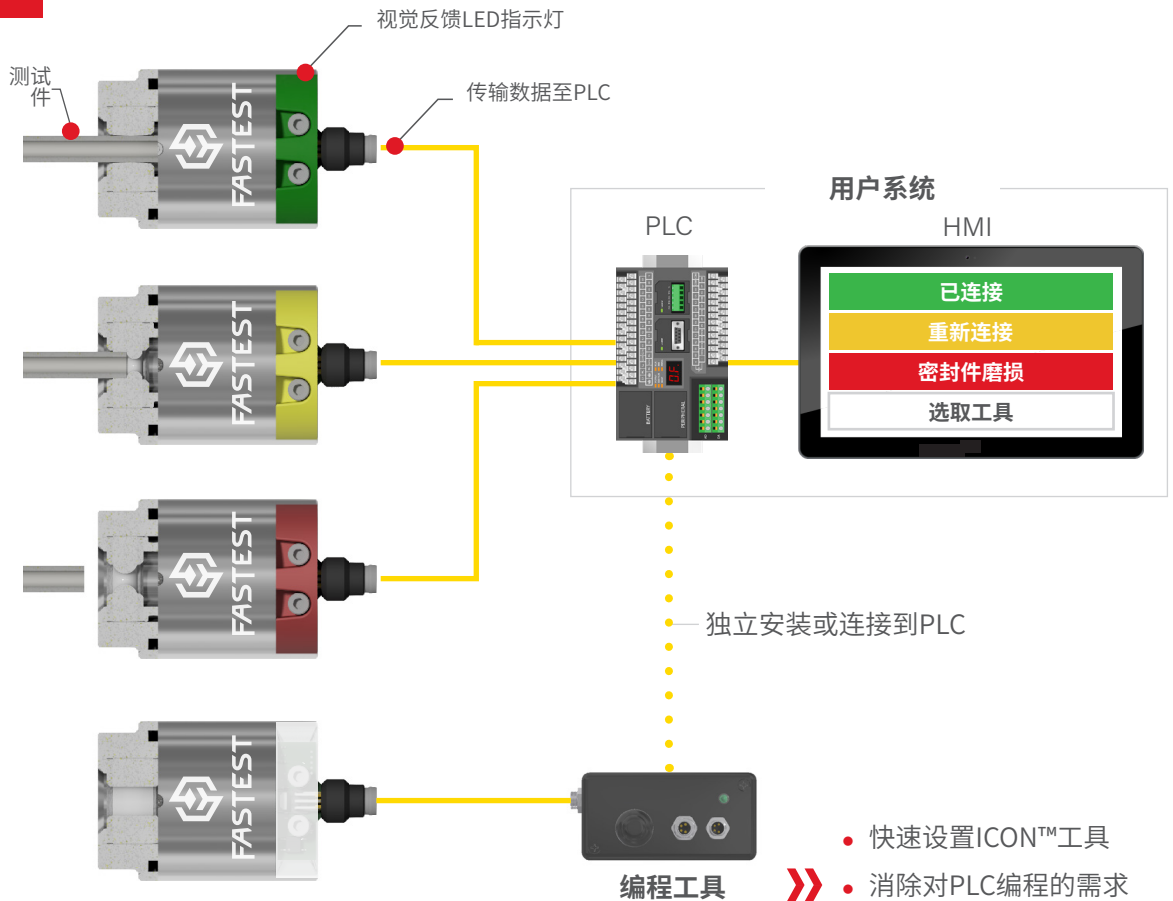 视觉反馈LED指示灯
测试
件
传输数据至PLC
FASTEST
FASTEST
FASTEST
FASTEST
用户系统
PLC
HMI
BATTERY
PERIPHERAL
已连接
重新连接
密封件磨损
选取工具
独立安装或连接到PLC
编程工具
• 快速设置ICON™工具
• 消除对PLC编程的需求